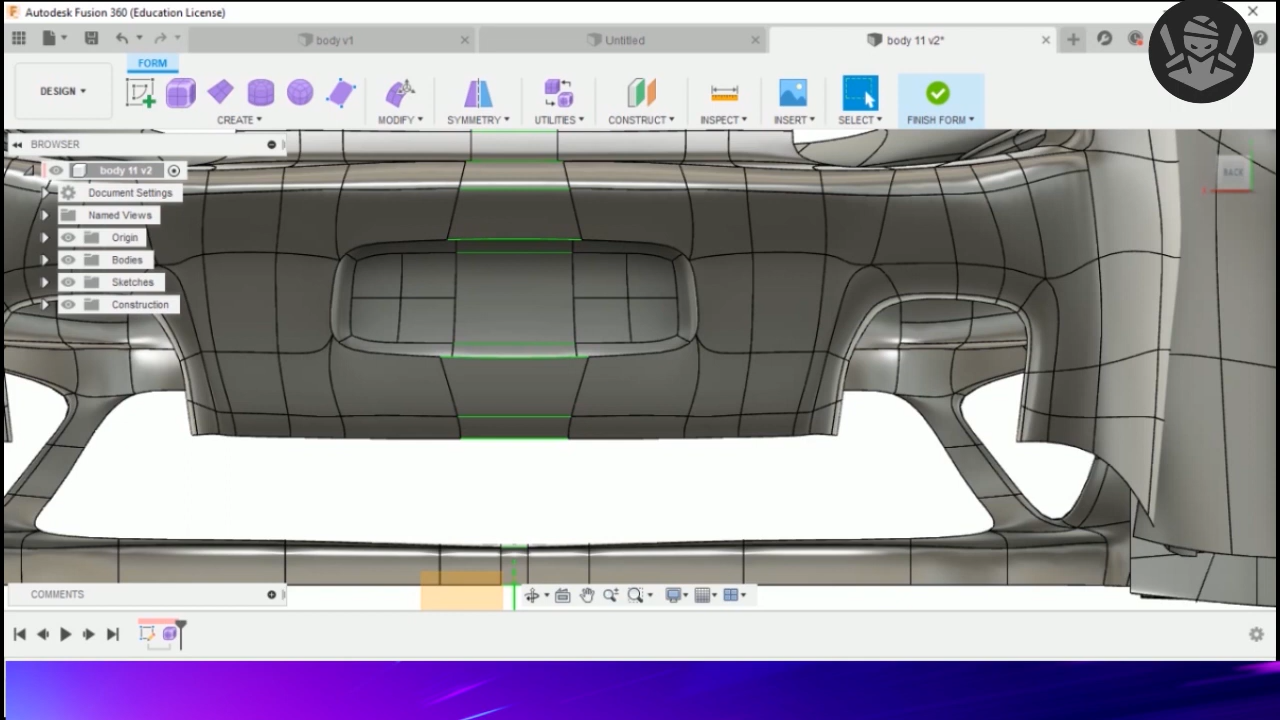 Autodesk Fusion 360 (Education License)
body v1
Untitled
body 11 v2*
FORM
DESIGN
CREATE
MODIFY
SYMMETRY
UTILITIES
CONSTRUCT
INSPECT
INSERT
SELECT
FINISH FORM
BROWSER
body 11 v2
Document Settings
Named Views
Origin
Bodies
Sketches
Construction
BACK
COMMENTS